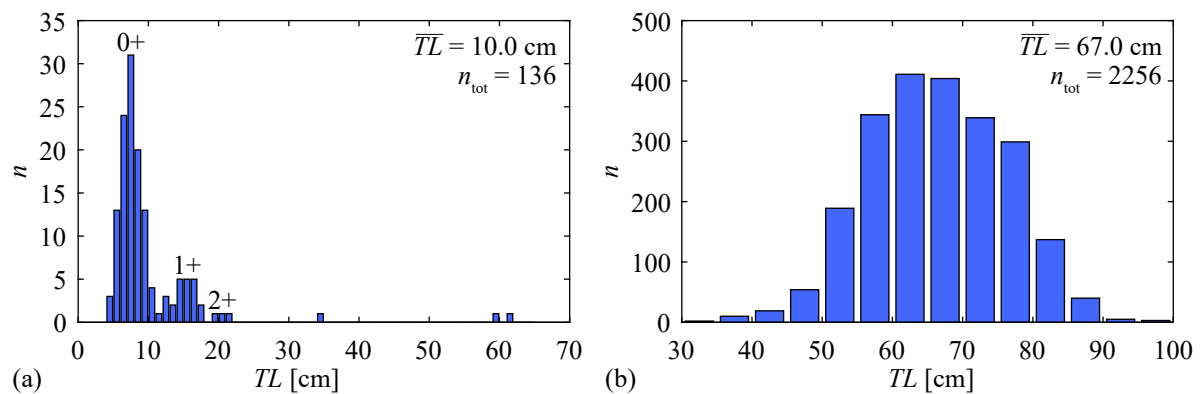 35
30
25
20
15
10
5
0
n
0+
1+
2+
TL = 10.0 cm
n_tot = 136
0 10 20 30 40 50 60 70
(a) TL [cm]
500
400
300
200
100
0
n
TL = 67.0 cm
n_tot = 2256
30 40 50 60 70 80 90 100
(b) TL [cm]